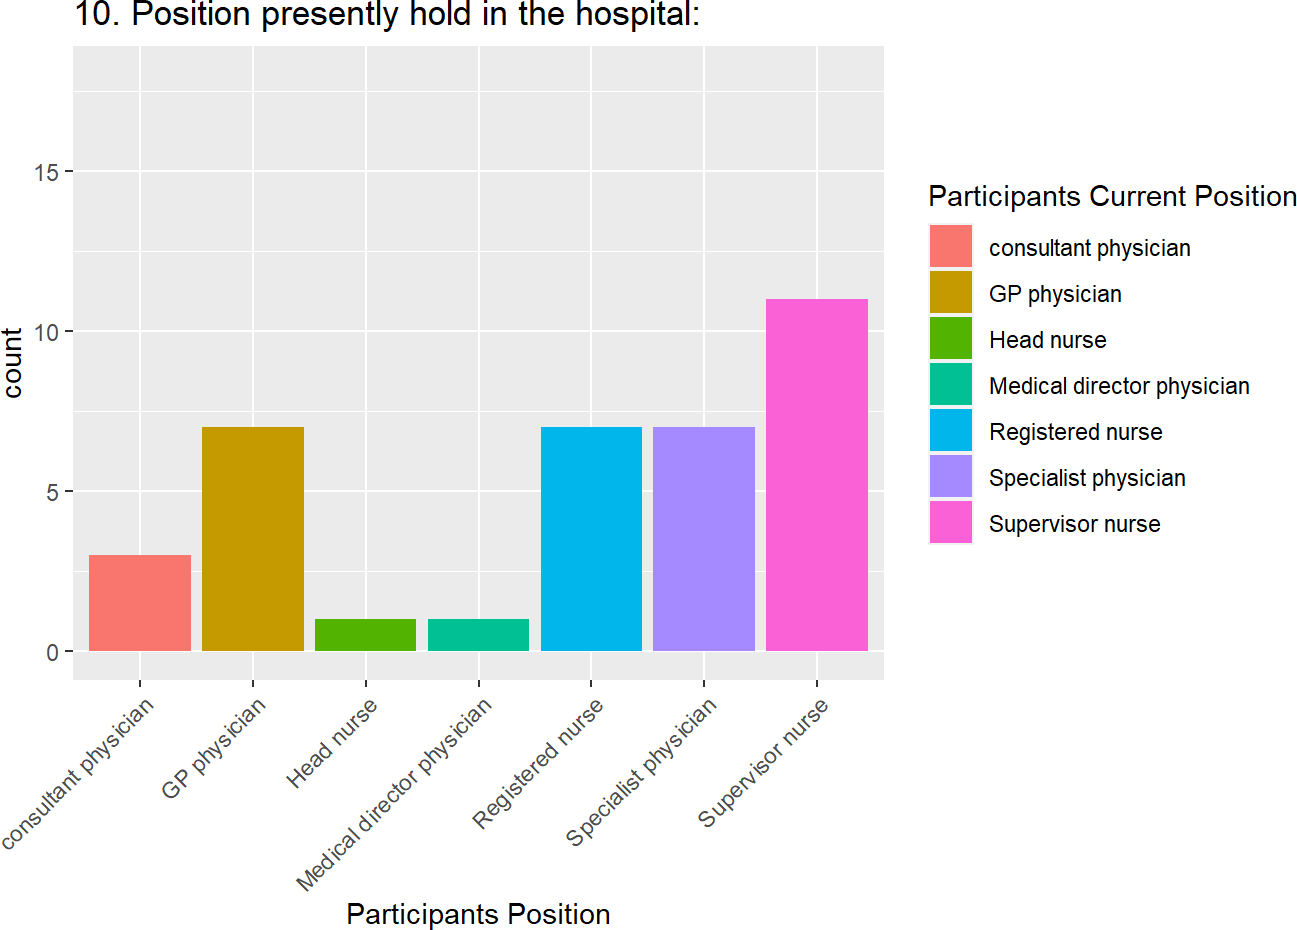 10. Position presently hold in the hospital:
15
10
5
0
count
consultant physician
GP physician
Head nurse
Medical director physician
Registered nurse
Specialist physician
Supervisor nurse
Participants Position
Participants Current Position
consultant physician
GP physician
Head nurse
Medical director physician
Registered nurse
Specialist physician
Supervisor nurse